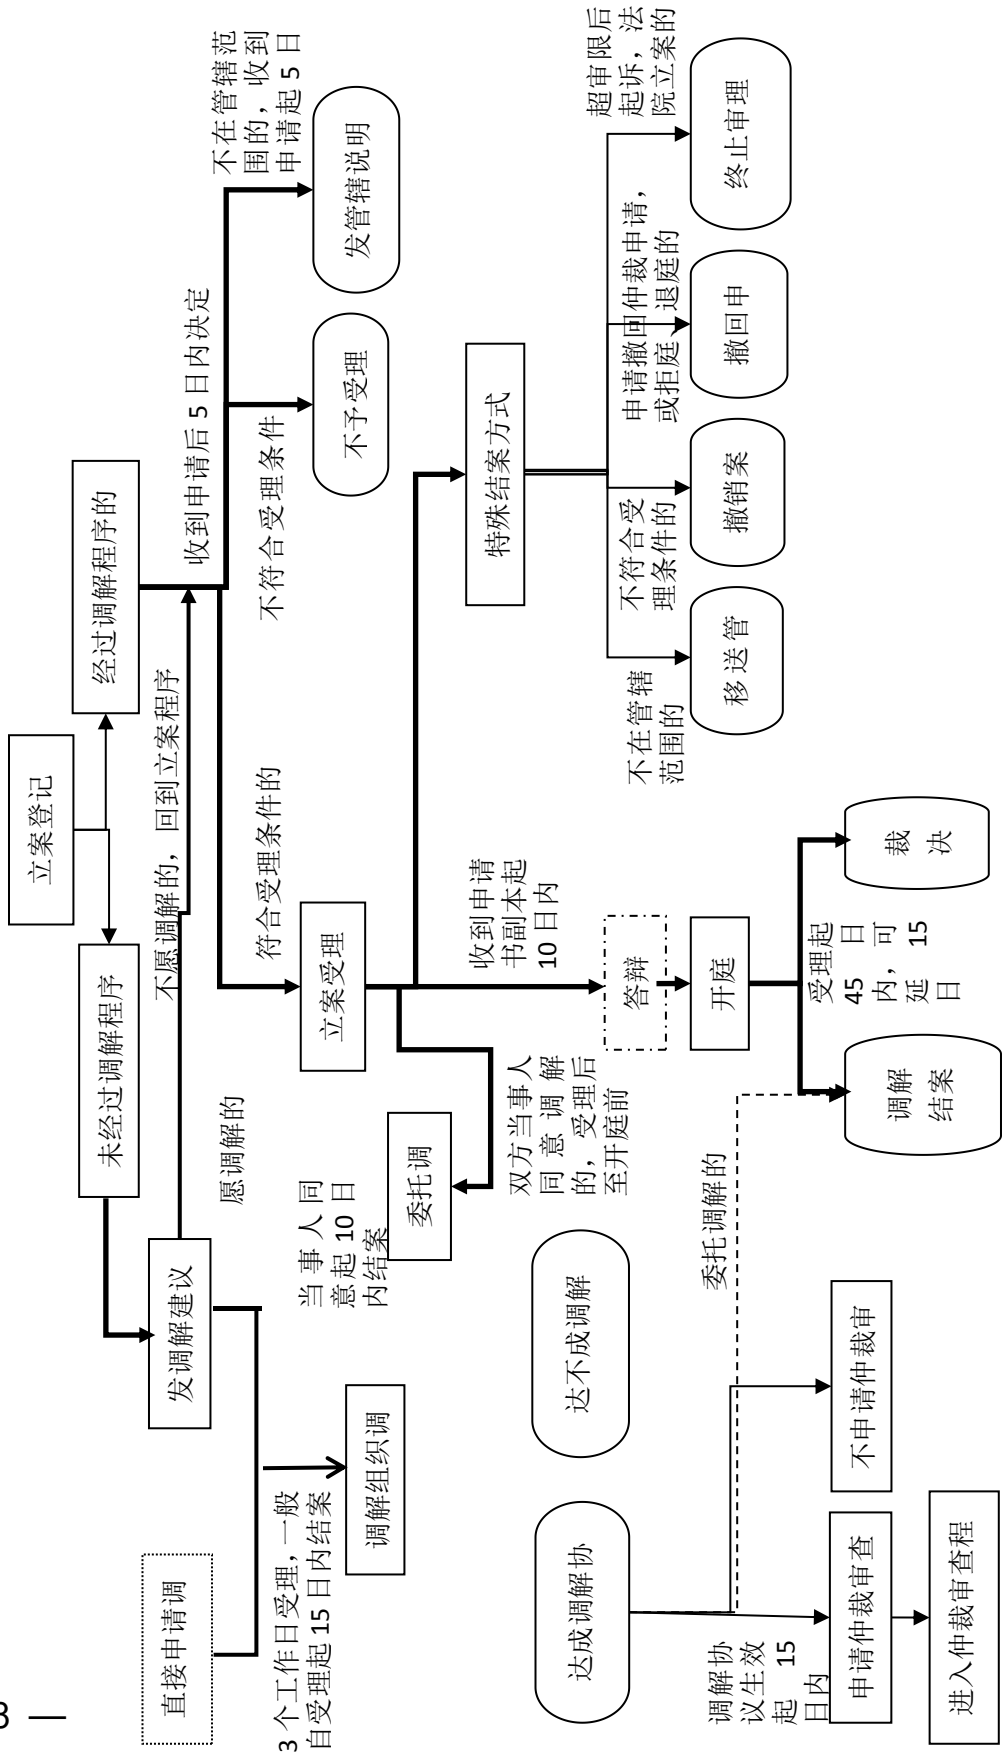 3 —
立案登记
未经过调解程序
经过调解程序的
直接申请调
发调解建议
不愿调解的，回到立案程序
收到申请后 5 日内决定
不在管辖范
围的，收到
申请起 5 日
愿调解的
符合受理条件的
不符合受理条件
3 个工作日受理，一般
自受理起 15 日内结案
当事人同
意起 10 日
内结案
立案受理
不予受理
发管辖说明
调解组织调
委托调
双方当事人
同意调解
的，受理后
至开庭前
收到申请
书副本起
10 日内
特殊结案方式
达成调解协
达不成调解
答辩
不在管辖
范围的
不符合受
理条件的
申请撤回仲裁申请，
或拒庭、退庭的
超审限后
起诉，法
院立案的
调解协
议生效
起 15
日内
委托调解的
开庭
移送管
撤销案
撤回申
终止审理
受理起
45 日
内，可
延 15
日
申请仲裁审查
不申请仲裁审
调解
结案
裁
决
进入仲裁审查程